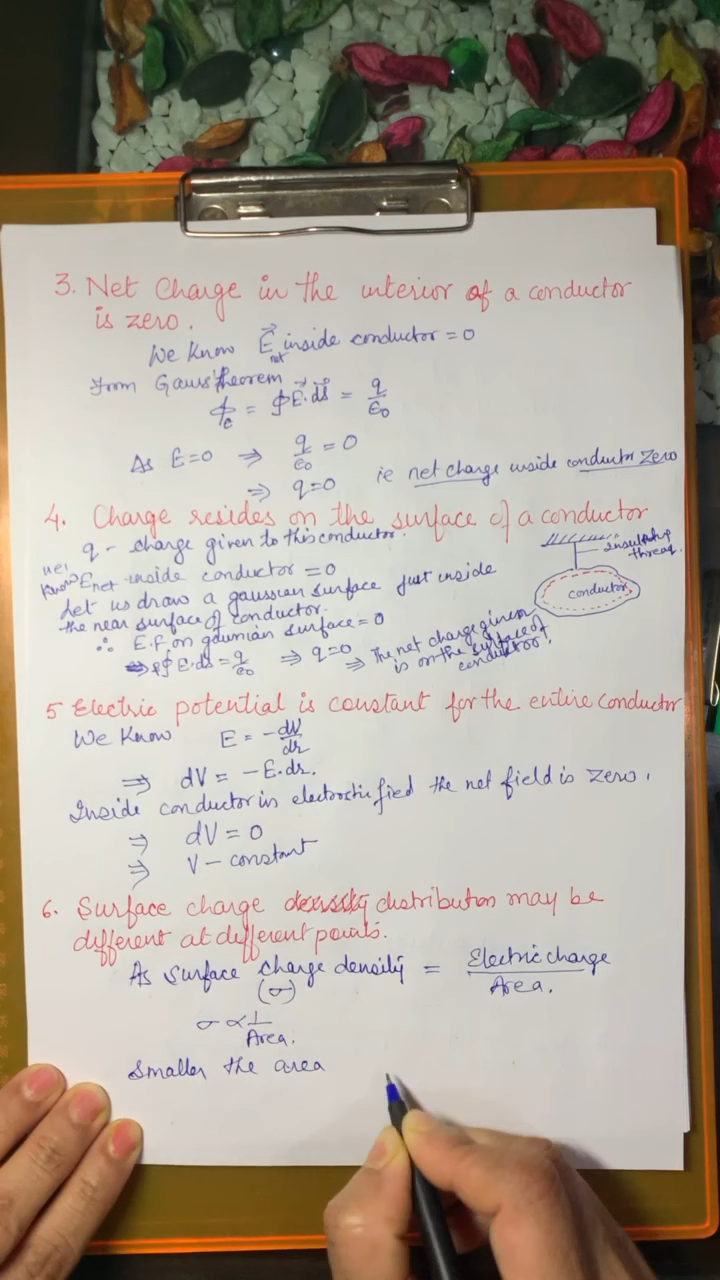 3. Net Charge in the interior of a conductor
is zero.
We Know E⃗net inside conductor = 0
From Gauss Theorem
ϕE = ∮E⃗.ds⃗ = q/ε0
As E=0 ⇒ q/ε0 = 0
⇒ q=0 ie net charge inside conductor zero
4. Charge resides on the surface of a conductor
q - charge given to this conductor.
insulating
thread.
conductor
Know Enet inside conductor = 0
Let us draw a gaussian surface just inside
the near surface of conductor.
∴ E.F. on gaussian surface = 0
⇒ ∮E.ds = q/ε0 ⇒ q=0 ⇒ The net charge given
is on the surface of
conductor.
5 Electric potential is constant for the entire conductor
We Know E = -dV/dr
⇒ dV = -E.dr.
Inside conductor in the net field is zero.
⇒ dV = 0
⇒ V - constant
6. Surface charge distribution may be
different at different points.
As Surface charge density = Electric charge/Area.
(σ)
σ ∝ 1/Area.
Smaller the area